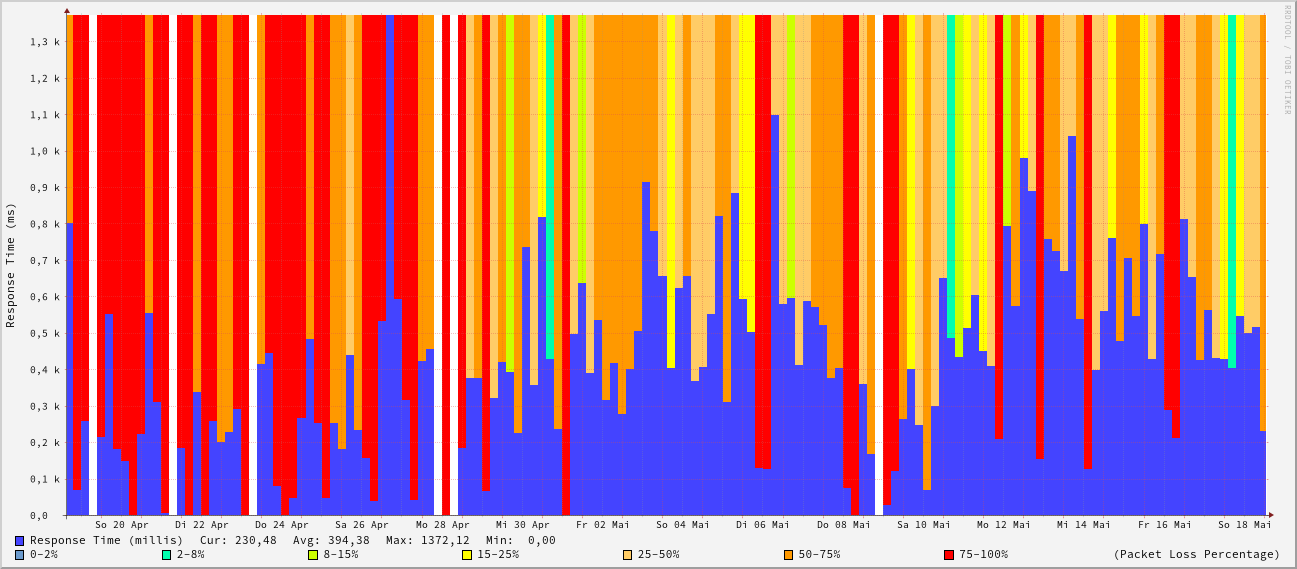 RRDTOOL / TOBI OETIKER
Response Time (ms)
1,3 k
1,2 k
1,1 k
1,0 k
0,9 k
0,8 k
0,7 k
0,6 k
0,5 k
0,4 k
0,3 k
0,2 k
0,1 k
0,0
So 20 Apr Di 22 Apr Do 24 Apr Sa 26 Apr Mo 28 Apr Mi 30 Apr Fr 02 Mai So 04 Mai Di 06 Mai Do 08 Mai Sa 10 Mai Mo 12 Mai Mi 14 Mai Fr 16 Mai So 18 Mai
Response Time (millis) Cur: 230,48 Avg: 394,38 Max: 1372,12 Min: 0,00
0-2% 2-8% 8-15% 15-25% 25-50% 50-75% 75-100% (Packet Loss Percentage)